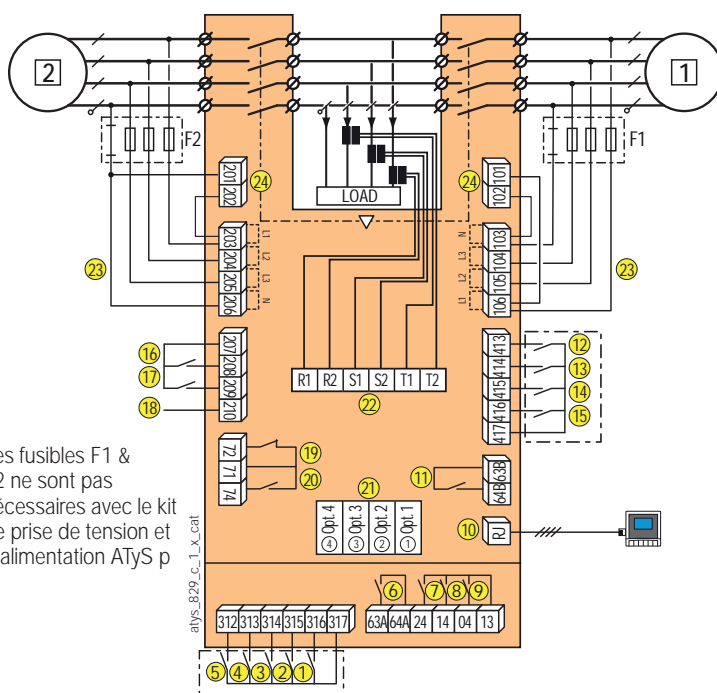 2
1
F2
F1
201
202
24
24
101
102
LOAD
203
204
205
206
L1
L2
L3
N
N
L3
L2
L1
103
104
105
106
23
23
16
17
18
207
208
209
210
R1 R2 S1 S2 T1 T2
22
413
414
415
416
417
12
13
14
15
es fusibles F1 &
2 ne sont pas
écessaires avec le kit
e prise de tension et
alimentation ATyS p
72
71
74
19
20
21
4 Opt. 4
3 Opt. 3
2 Opt. 2
1 Opt. 1
11
63B
64B
10
RJ
atys_829_c_1_x_cat
6 7 8 9
312 313 314 315 316 317
63A 64A 24 14 04 13
5 4 3 2 1